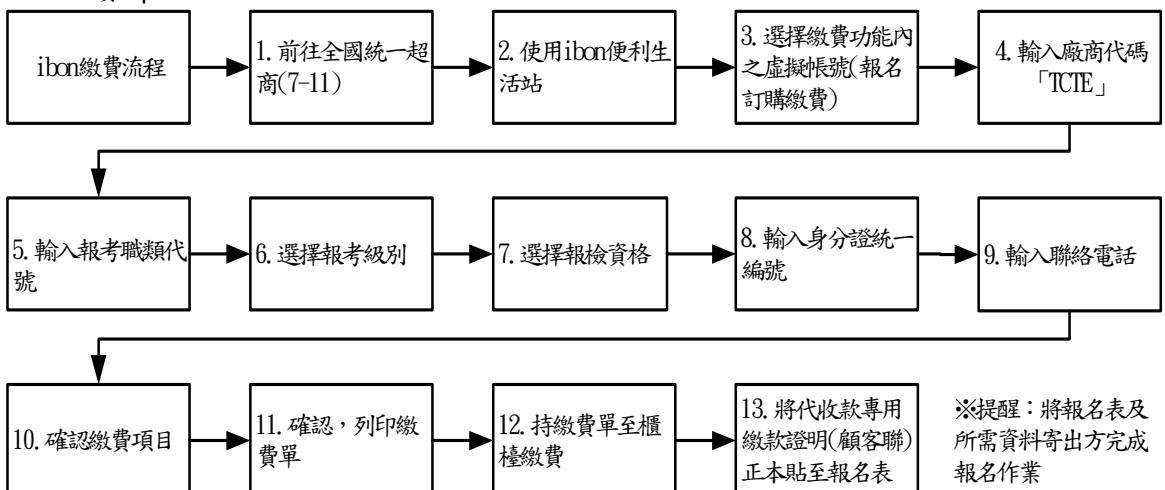 ibon繳費流程
1. 前往全國統一超
商(7-11)
2. 使用ibon便利生
活站
3. 選擇繳費功能內
之虛擬帳號(報名
訂購繳費)
4. 輸入廠商代碼
「TCTE」
5. 輸入報考職類代
號
6. 選擇報考級別
7. 選擇報檢資格
8. 輸入身分證統一
編號
9. 輸入聯絡電話
10. 確認繳費項目
11. 確認，列印繳
費單
12. 持繳費單至櫃
檯繳費
13. 將代收款專用
繳款證明(顧客聯)
正本貼至報名表
※提醒：將報名表及
所需資料寄出方完成
報名作業